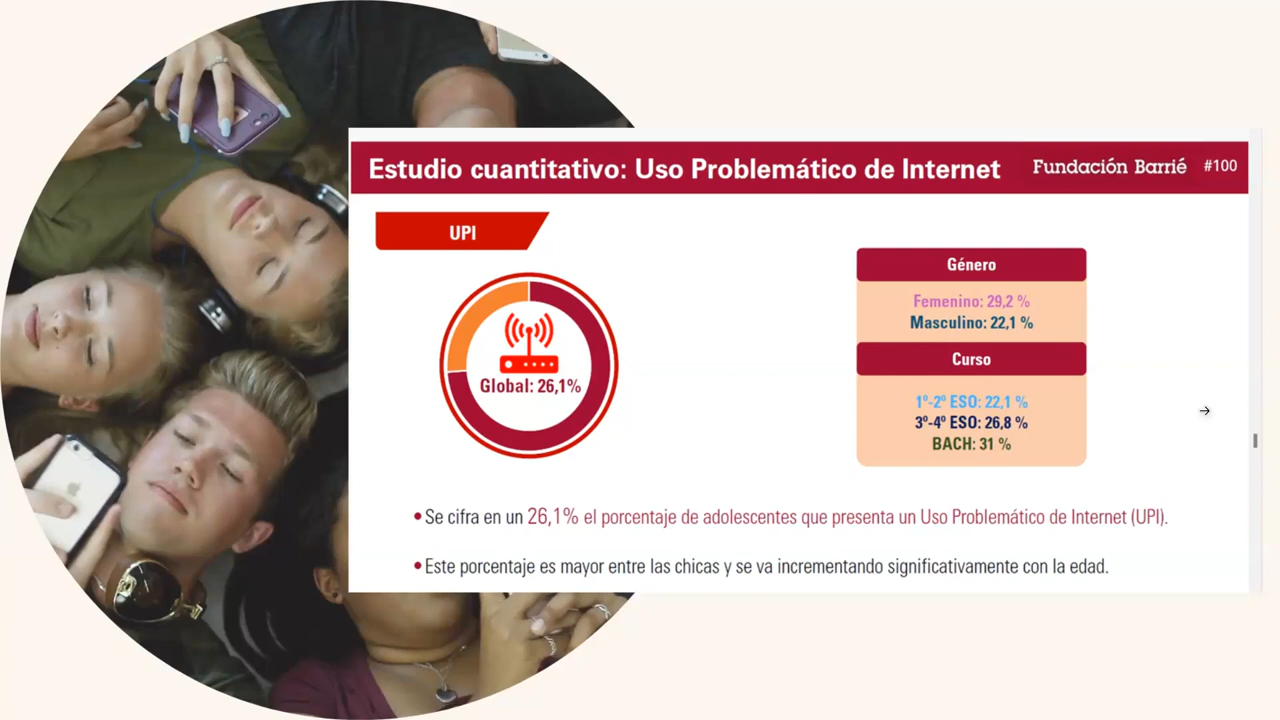 Estudio cuantitativo: Uso Problemático de Internet
Fundación Barrié
#100
UPI
Global: 26,1%
Género
Femenino: 29,2 %
Masculino: 22,1 %
Curso
1º-2º ESO: 22,1 %
3º-4º ESO: 26,8 %
BACH: 31 %
•Se cifra en un 26,1% el porcentaje de adolescentes que presenta un Uso Problemático de Internet (UPI).
•Este porcentaje es mayor entre las chicas y se va incrementando significativamente con la edad.